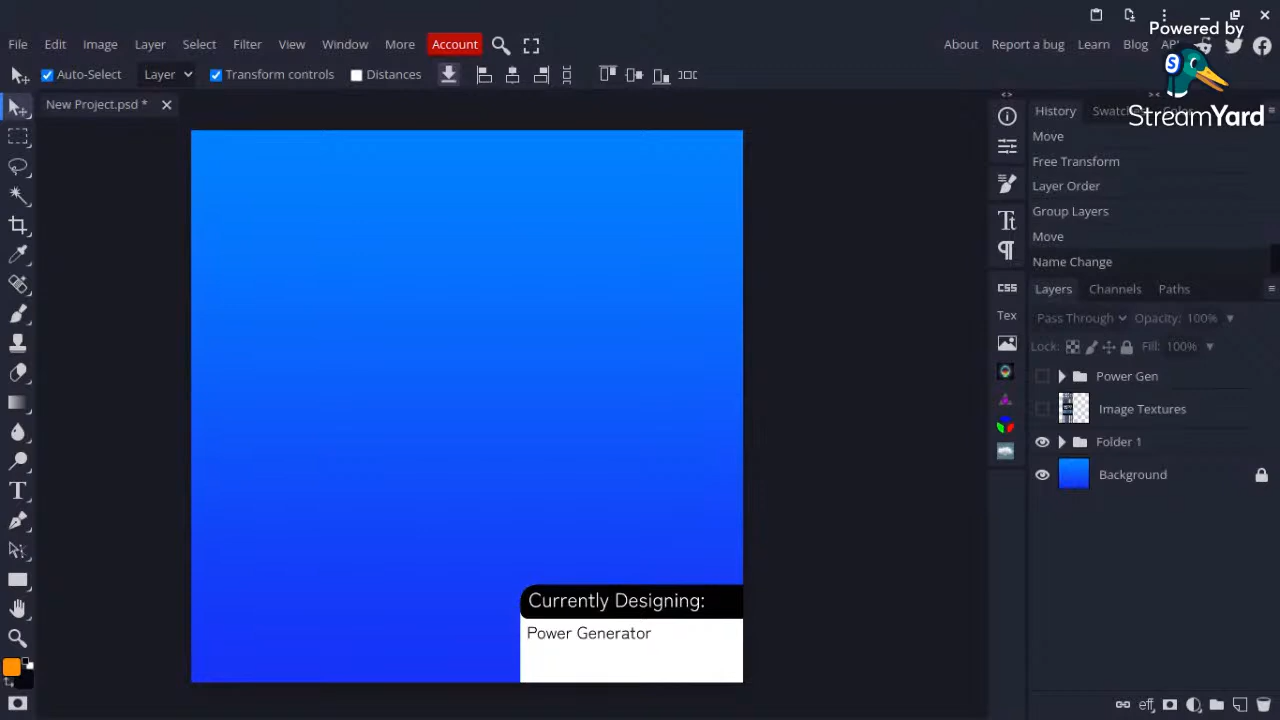 Powered by
StreamYard
File Edit Image Layer Select Filter View Window More Account
About Report a bug Learn Blog
Auto-Select Layer Transform controls Distances
New Project.psd *
History
Move
Free Transform
Layer Order
Group Layers
Move
Name Change
CSS
Tex
Layers Channels Paths
Pass Through Opacity: 100%
Lock: Fill: 100%
Power Gen
Image Textures
Folder 1
Background
eff
Currently Designing:
Power Generator